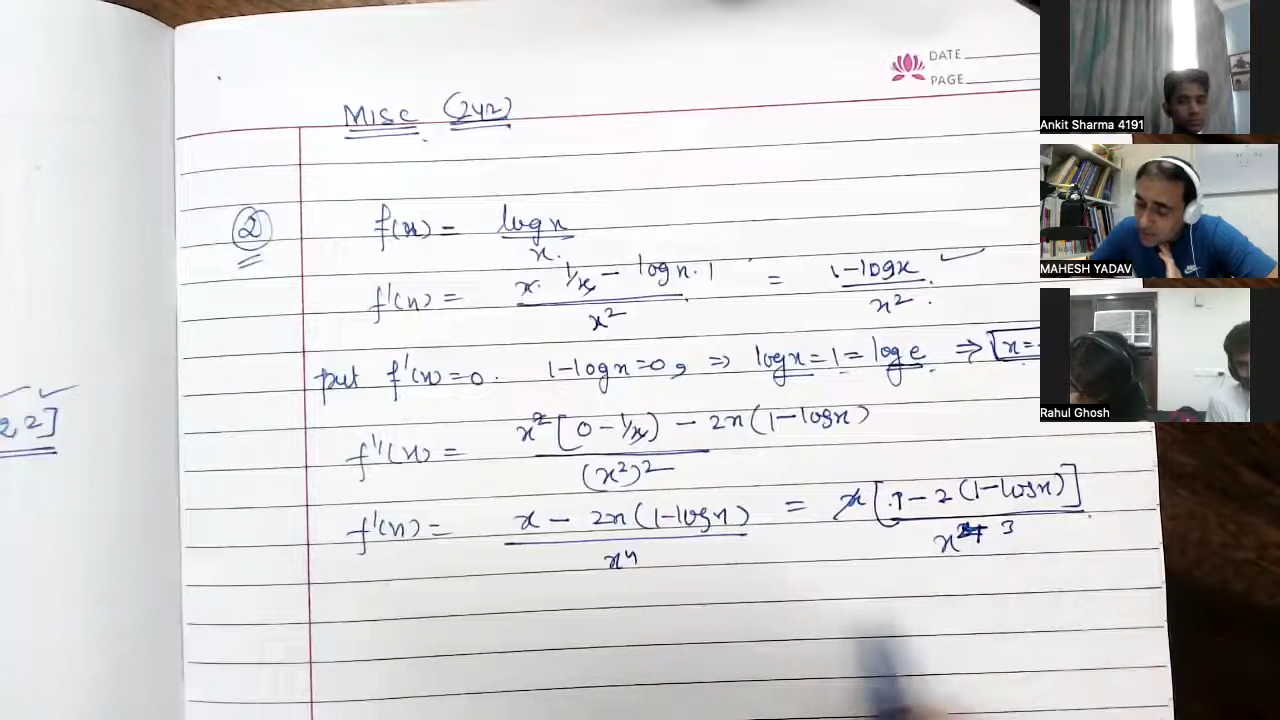 DATE
PAGE
Misc (242)
② f(x) = log x / x.
f'(x) = x. 1/x - log x. 1 / x² = 1 - log x / x².
put f'(x) = 0. 1 - log x = 0, ⇒ log x = 1 = log e ⇒ x =
22]
f''(x) = x² [0 - 1/x) - 2x (1 - log x) / (x²)²
f'(x) = x - 2x (1 - log x) / x⁴ = x [1 - 2 (1 - log x)] / x 3
Ankit Sharma 4191
MAHESH YADAV
Rahul Ghosh